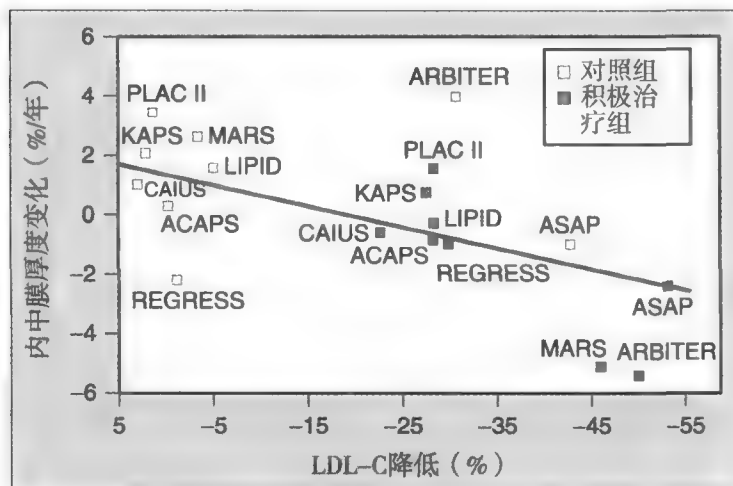 内中膜厚度变化(%/年)
6
4
2
0
-2
-4
-6
□ 对照组
■ 积极治
疗组
ARBITER
PLAC II
KAPS
MARS
LIPID
CAIUS
ACAPS
REGRESS
PLAC II
KAPS
LIPID
CAIUS
ACAPS
REGRESS
ASAP
ASAP
MARS
ARBITER
5
-5
-15
-25
-35
-45
-55
LDL-C降低(%)